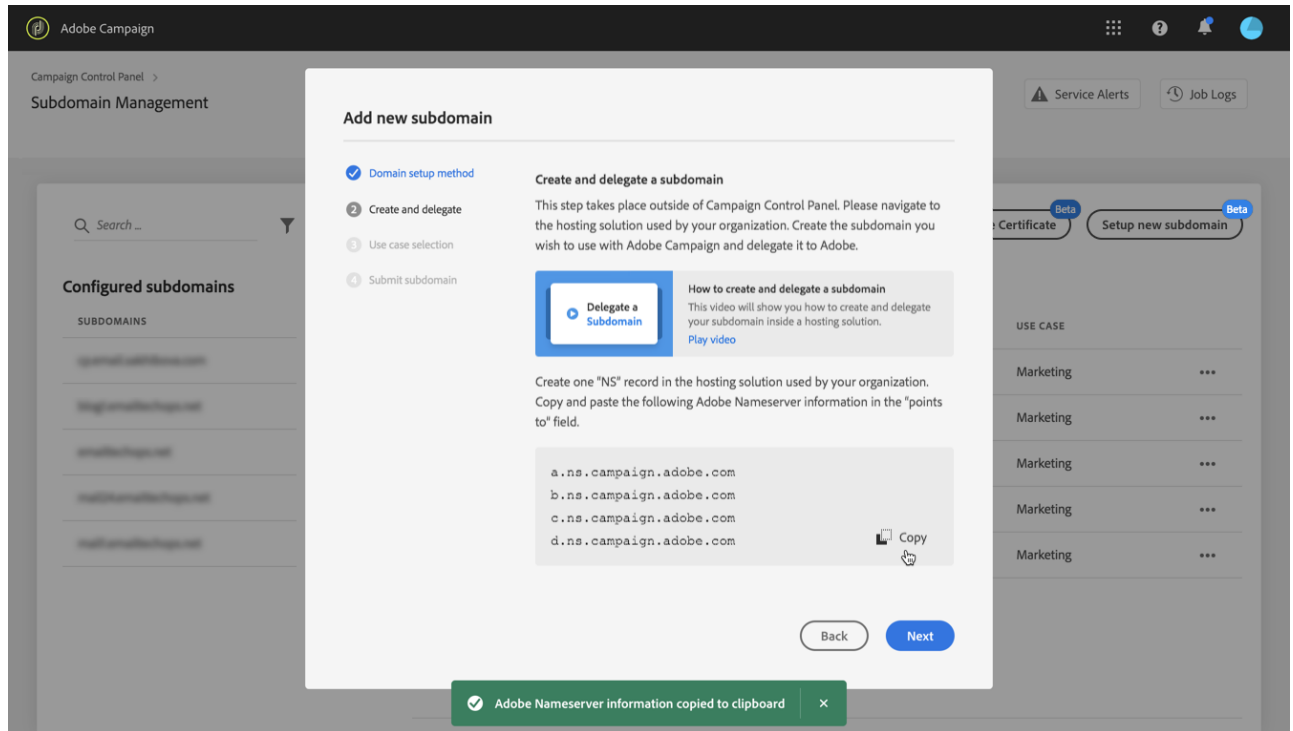 Adobe Campaign
Campaign Control Panel >
Subdomain Management
Service Alerts
Job Logs
Search ...
Configured subdomains
SUBDOMAINS
Add new subdomain
Domain setup method
2 Create and delegate
3 Use case selection
4 Submit subdomain
Create and delegate a subdomain
This step takes place outside of Campaign Control Panel. Please navigate to
the hosting solution used by your organization. Create the subdomain you
wish to use with Adobe Campaign and delegate it to Adobe.
Delegate a
Subdomain
How to create and delegate a subdomain
This video will show you how to create and delegate
your subdomain inside a hosting solution.
Play video
Create one "NS" record in the hosting solution used by your organization.
Copy and paste the following Adobe Nameserver information in the "points
to" field.
a.ns.campaign.adobe.com
b.ns.campaign.adobe.com
c.ns.campaign.adobe.com
d.ns.campaign.adobe.com
Copy
Back
Next
Beta
Certificate
Beta
Setup new subdomain
USE CASE
Marketing
Marketing
Marketing
Marketing
Marketing
Adobe Nameserver information copied to clipboard